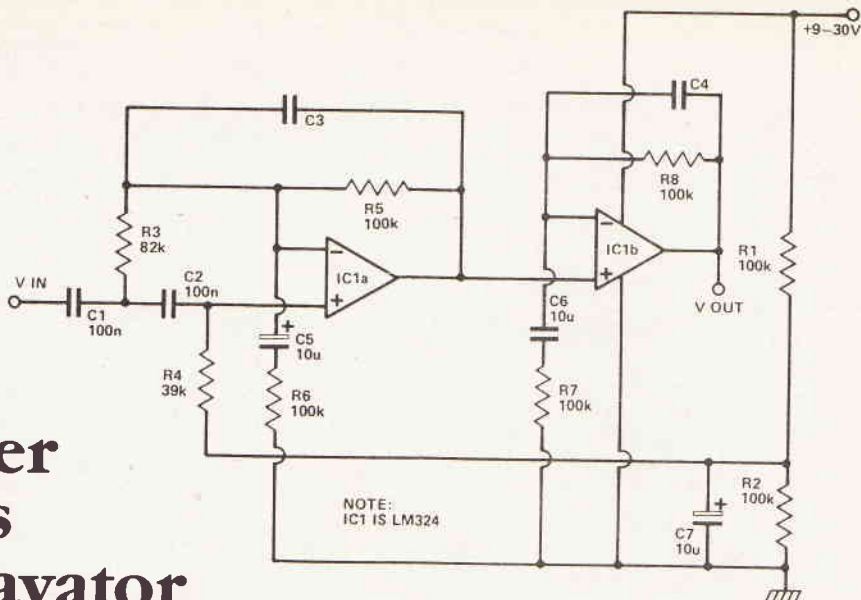 +9–30V
C4
C3
R8
100k
R5
100k
R3
82k
IC1b
R1
100k
IC1a
V IN
C2
100n
V OUT
C1
100n
C6
10u
C5
10u
R4
39k
R6
100k
R7
100k
er
s
avator
NOTE:
IC1 IS LM324
R2
100k
C7
10u